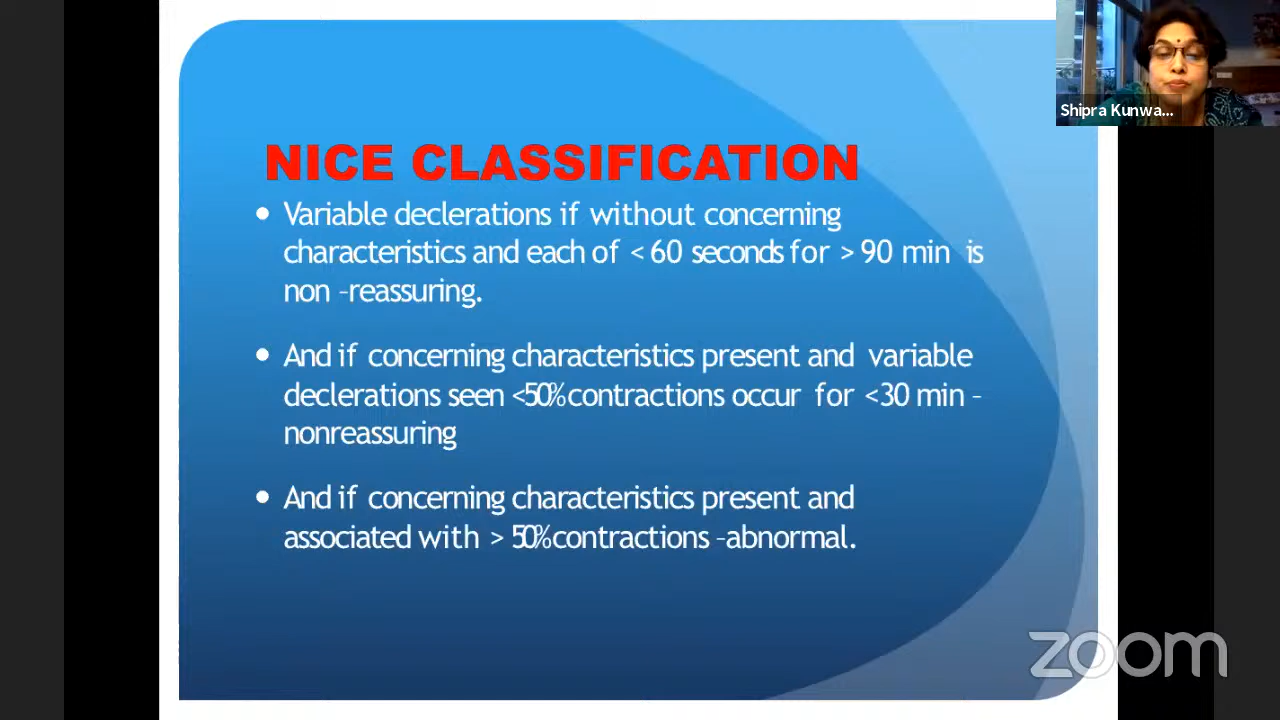 Shipra Kunwa...
NICE CLASSIFICATION
• Variable declerations if without concerning
characteristics and each of < 60 seconds for > 90 min is
non –reassuring.
• And if concerning characteristics present and variable
declerations seen <50%contractions occur for <30 min –
nonreassuring
• And if concerning characteristics present and
associated with > 50%contractions –abnormal.
zoom